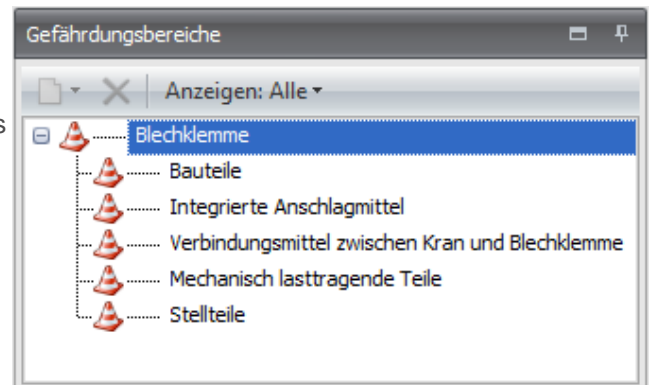 Gefährdungsbereiche
Anzeigen: Alle
s
Blechklemme
Bauteile
Integrierte Anschlagmittel
Verbindungsmittel zwischen Kran und Blechklemme
Mechanisch lasttragende Teile
Stellteile